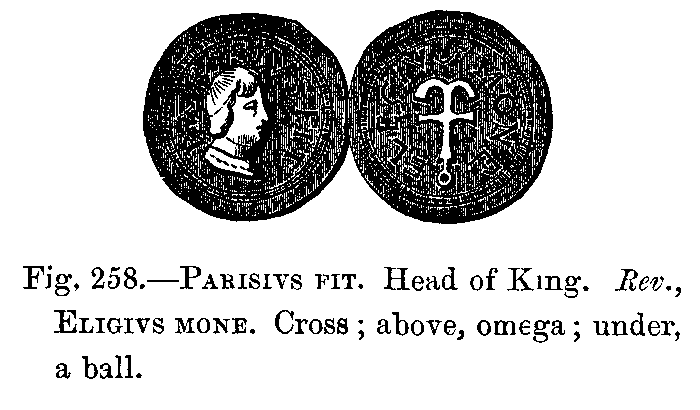 Fig. 258.—PARISIVS FIT. Head of King. Rev.,
ELIGIVS MONE. Cross; above, omega; under,
a ball.